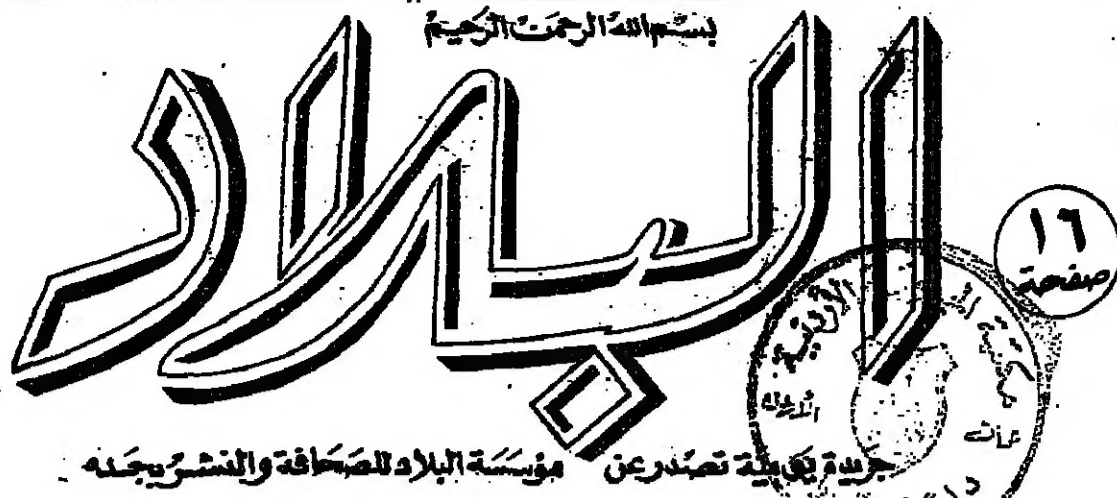 بسم الله الرحمن الرحيم
البلاد
١٦
صفحة
جريدة يومية تصدر عن مؤسسة البلاد للصحافة والنشر بجده